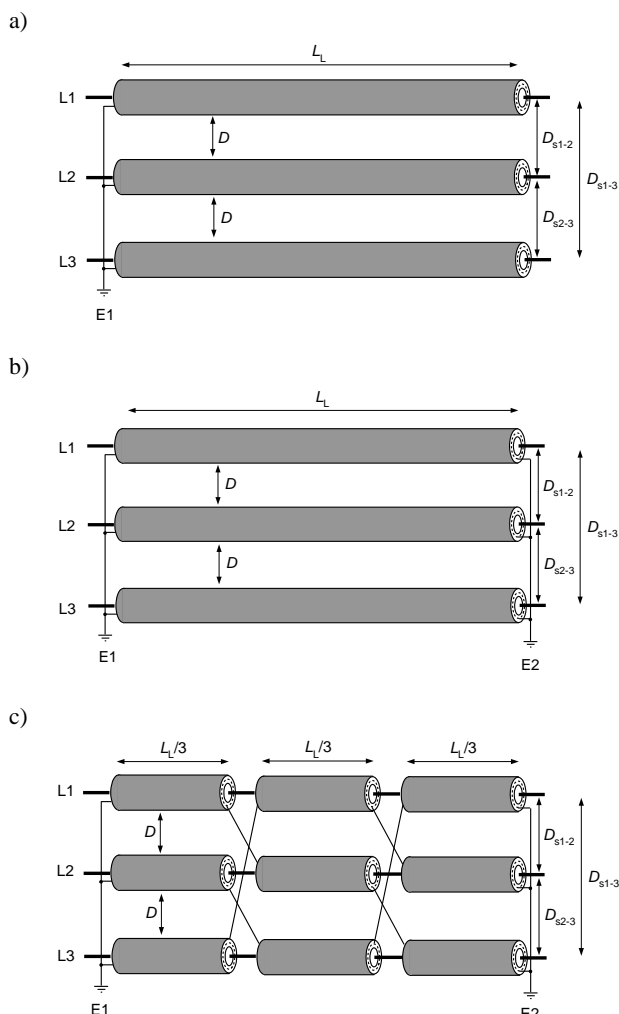 a)
L_L
L1
D
D_s1-2
L2
D_s1-3
D
D_s2-3
L3
E1
b)
L_L
L1
D
D_s1-2
L2
D_s1-3
D
D_s2-3
L3
E1
E2
c)
L_L/3 L_L/3 L_L/3
L1
D
D_s1-2
L2
D_s1-3
D
D_s2-3
L3
E1
E2